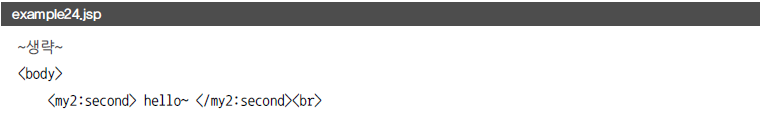 example24.jsp
~생략~
<body>
<my2:second> hello~ </my2:second><br>